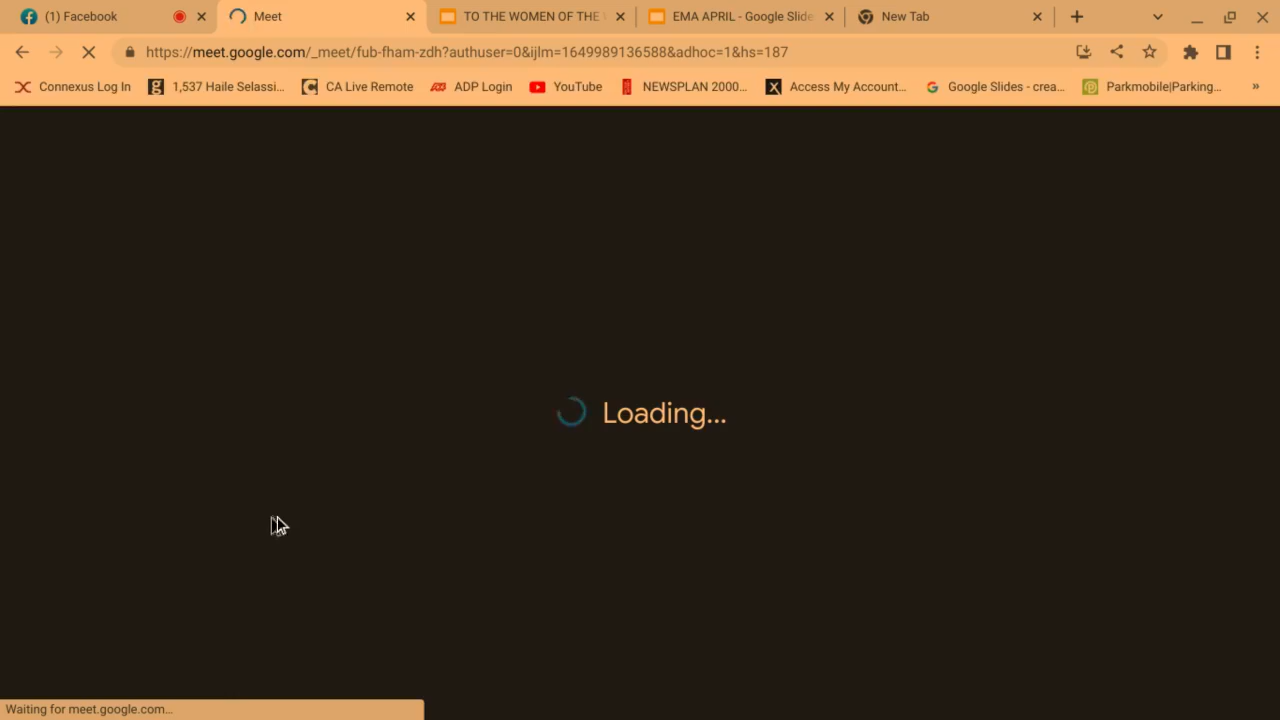 (1) Facebook
Meet
TO THE WOMEN OF THE
EMA APRIL - Google Slide
New Tab
https://meet.google.com/_meet/fub-fham-zdh?authuser=0&ijlm=1649989136588&adhoc=1&hs=187
Connexus Log In
1,537 Haile Selassi...
CA Live Remote
ADP Login
YouTube
NEWSPLAN 2000...
Access My Account...
Google Slides - crea...
Parkmobile|Parking...
»
Loading...
Waiting for meet.google.com...